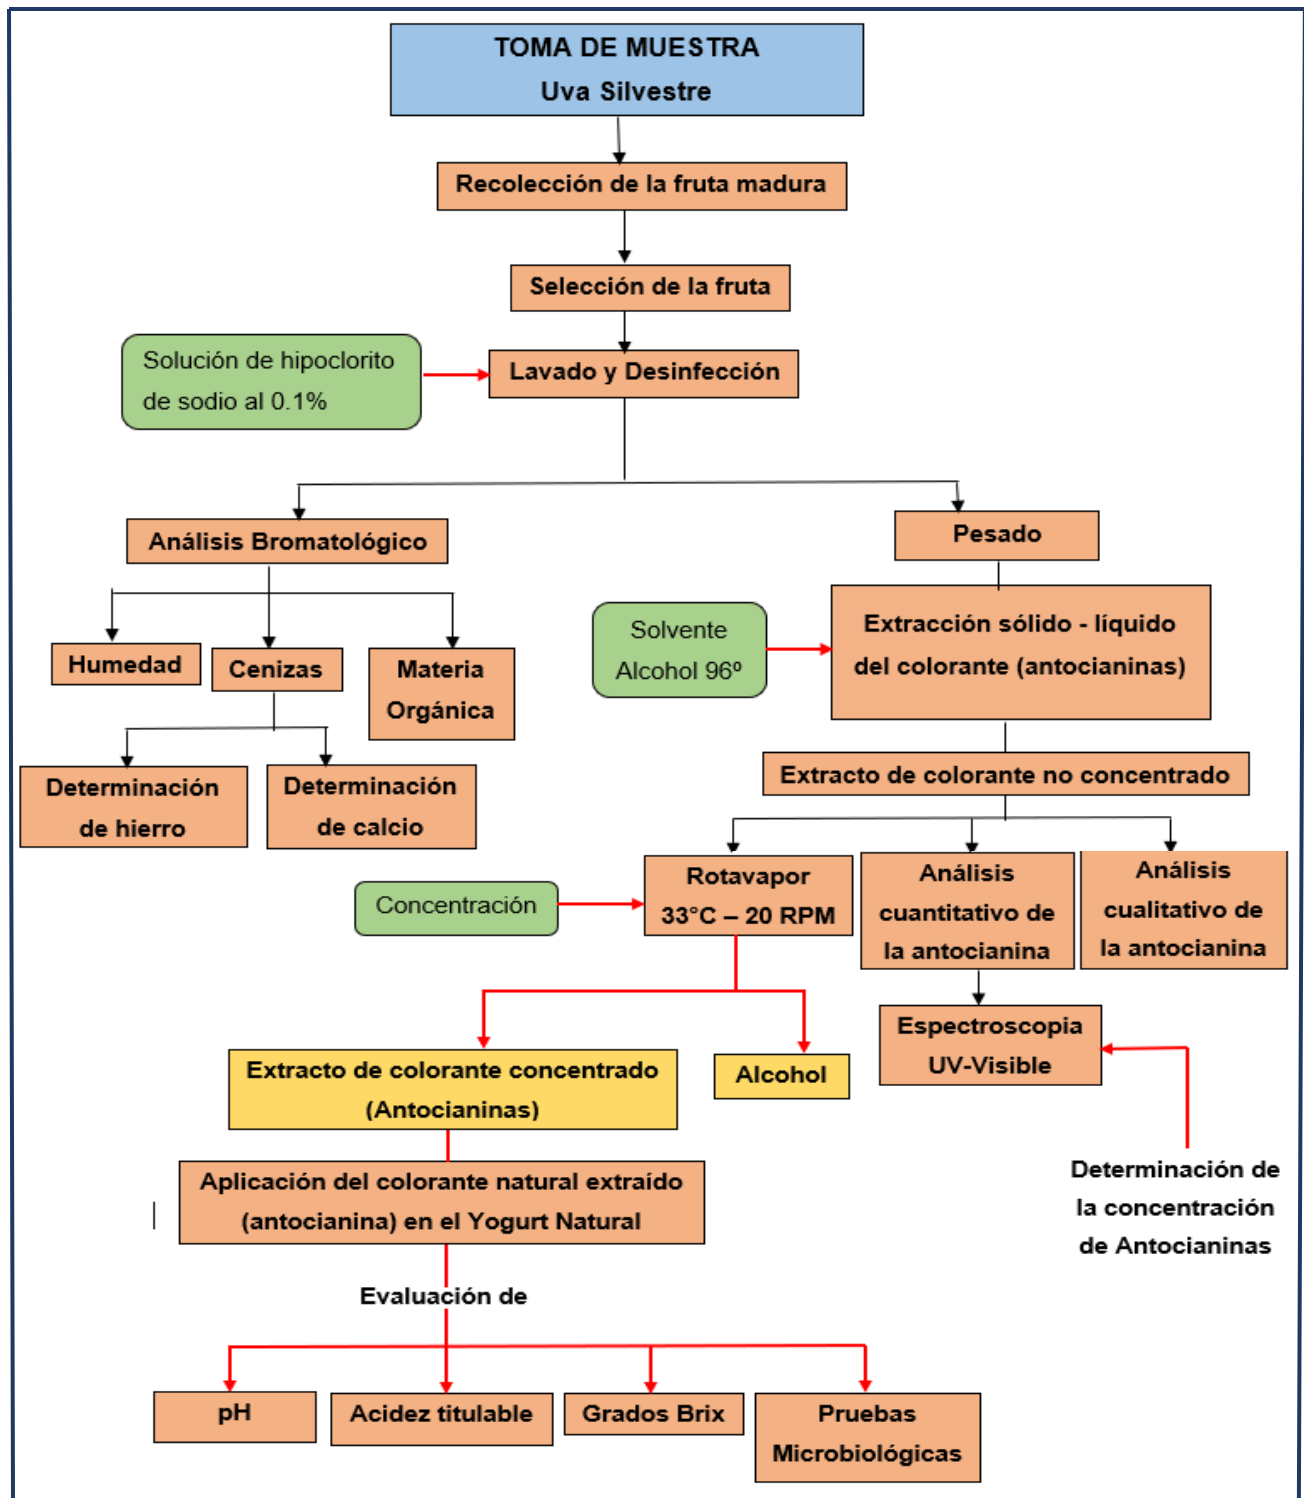 TOMA DE MUESTRA
Uva Silvestre
Recolección de la fruta madura
Selección de la fruta
Solución de hipoclorito
de sodio al 0.1%
Lavado y Desinfección
Análisis Bromatológico
Pesado
Humedad
Cenizas
Materia
Orgánica
Solvente
Alcohol 96º
Extracción sólido - líquido
del colorante (antocianinas)
Determinación
de hierro
Determinación
de calcio
Extracto de colorante no concentrado
Concentración
Rotavapor
33°C – 20 RPM
Análisis
cuantitativo de
la antocianina
Análisis
cualitativo de
la antocianina
Espectroscopia
UV-Visible
Extracto de colorante concentrado
(Antocianinas)
Alcohol
Determinación de
la concentración
de Antocianinas
Aplicación del colorante natural extraído
(antocianina) en el Yogurt Natural
Evaluación de
pH
Acidez titulable
Grados Brix
Pruebas
Microbiológicas